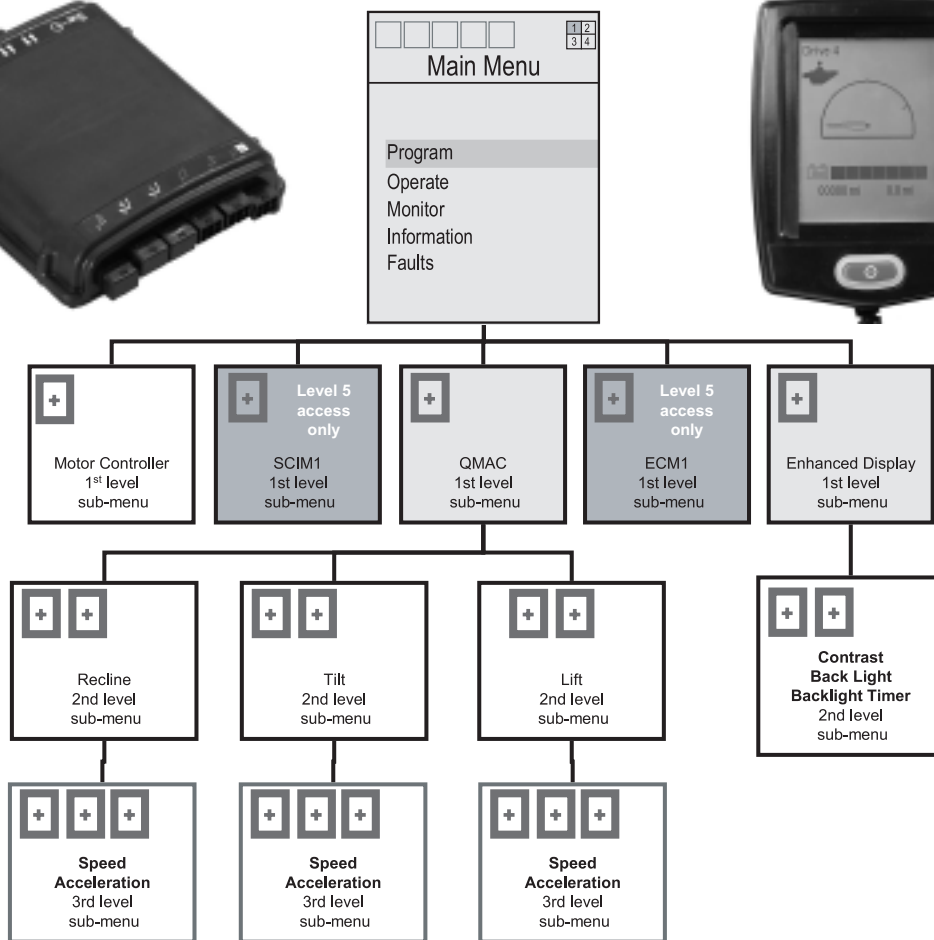 1 2
3 4
Main Menu
Program
Operate
Monitor
Information
Faults
Drive 4
Motor Controller
1st level
sub-menu
Level 5
access
only
SCIM1
1st level
sub-menu
QMAC
1st level
sub-menu
Level 5
access
only
ECM1
1st level
sub-menu
Enhanced Display
1st level
sub-menu
Recline
2nd level
sub-menu
Tilt
2nd level
sub-menu
Lift
2nd level
sub-menu
Contrast
Back Light
Backlight Timer
2nd level
sub-menu
Speed
Acceleration
3rd level
sub-menu
Speed
Acceleration
3rd level
sub-menu
Speed
Acceleration
3rd level
sub-menu